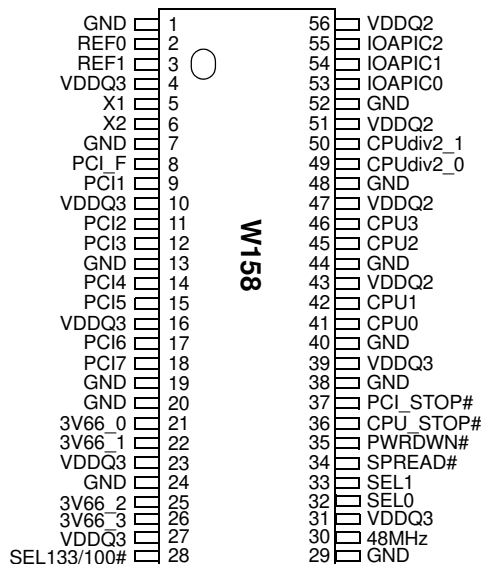 GND 1 56 VDDQ2
REF0 2 55 IOAPIC2
REF1 3 54 IOAPIC1
VDDQ3 4 53 IOAPIC0
X1 5 52 GND
X2 6 51 VDDQ2
GND 7 50 CPUdiv2_1
PCI_F 8 49 CPUdiv2_0
PCI1 9 48 GND
VDDQ3 10 47 VDDQ2
PCI2 11 46 CPU3
PCI3 12 45 CPU2
GND 13 44 GND
PCI4 14 43 VDDQ2
PCI5 15 42 CPU1
VDDQ3 16 41 CPU0
PCI6 17 40 GND
PCI7 18 39 VDDQ3
GND 19 38 GND
GND 20 37 PCI_STOP#
3V66_0 21 36 CPU_STOP#
3V66_1 22 35 PWRDWN#
VDDQ3 23 34 SPREAD#
GND 24 33 SEL1
3V66_2 25 32 SEL0
3V66_3 26 31 VDDQ3
VDDQ3 27 30 48MHz
SEL133/100# 28 29 GND
W158